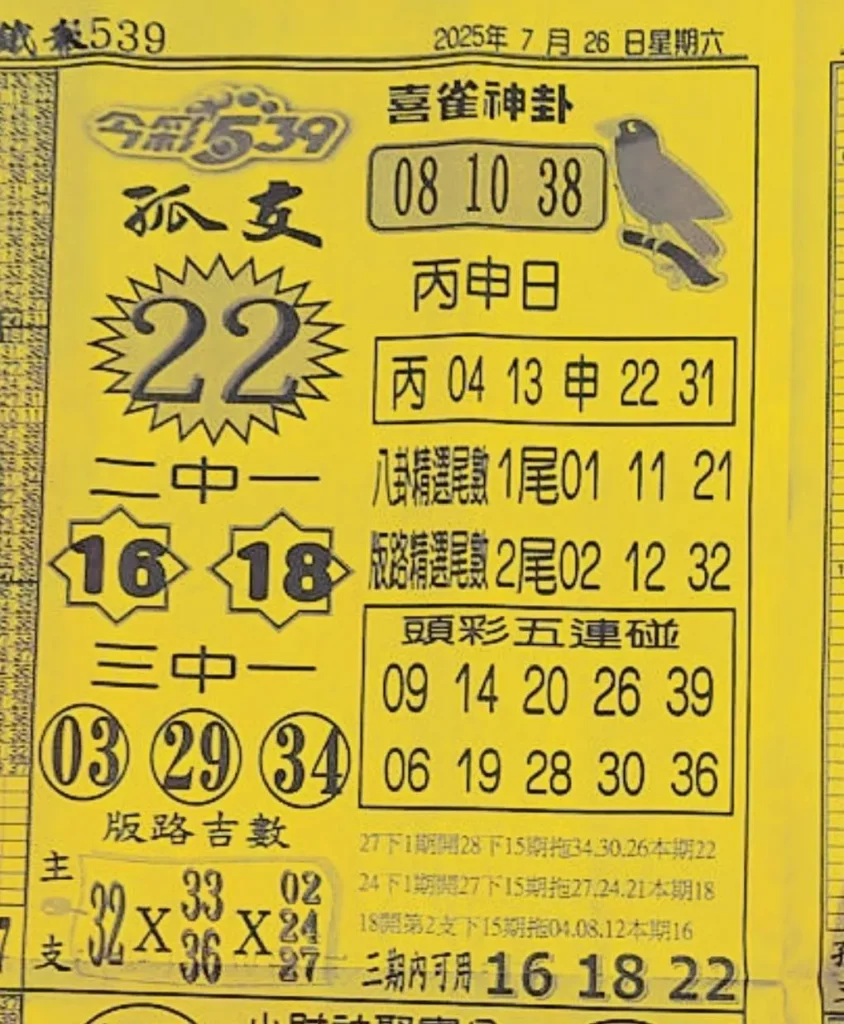 539
2025年 7 月 26 日星期六
今彩539
孤支
22
二中一
16 18
三中一
03 29 34
版路吉數
主支
32 X 33 36 X 02 24 27
喜雀神卦
08 10 38
丙申日
丙 04 13 申 22 31
八卦精選尾數 1尾01 11 21
版路精選尾數 2尾02 12 32
頭彩五連碰
09 14 20 26 39
06 19 28 30 36
27下1期開28下15期拖34.30.26本期22
24下1期開27下15期拖27.24.21本期18
18開第2支下15期拖04.08.12本期16
三期內可用 16 18 22